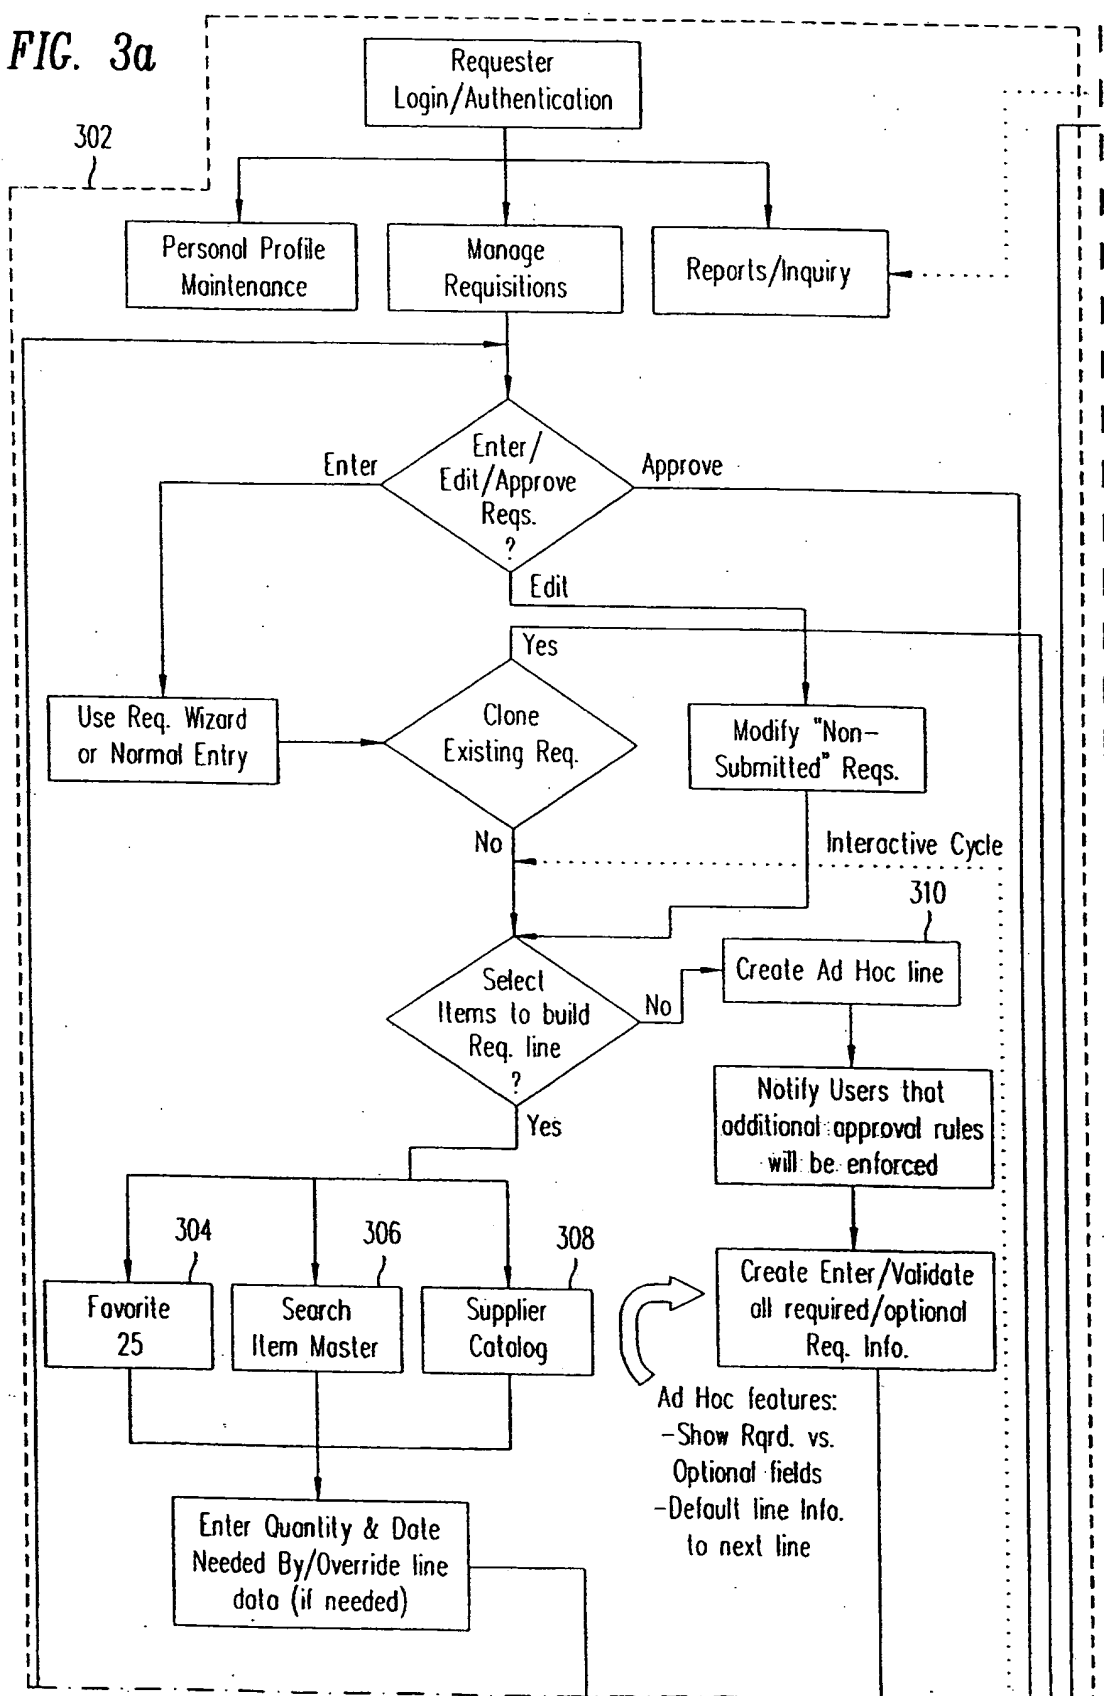 FIG. 3a
Requester
Login/Authentication
302
Personal Profile
Maintenance
Manage
Requisitions
Reports/Inquiry
Enter/
Edit/Approve
Reqs.
?
Enter
Approve
Edit
Yes
Use Req. Wizard
or Normal Entry
Clone
Existing Req.
Modify "Non-
Submitted" Reqs.
No
Interactive Cycle
310
Select
Items to build
Req. line
?
No
Create Ad Hoc line
Yes
Notify Users that
additional approval rules
will be enforced
304
306
308
Favorite
25
Search
Item Master
Supplier
Catalog
Create Enter/Validate
all required/optional
Req. Info.
Ad Hoc features:
-Show Rqrd. vs.
Optional fields
-Default line Info.
to next line
Enter Quantity & Date
Needed By/Override line
data (if needed)